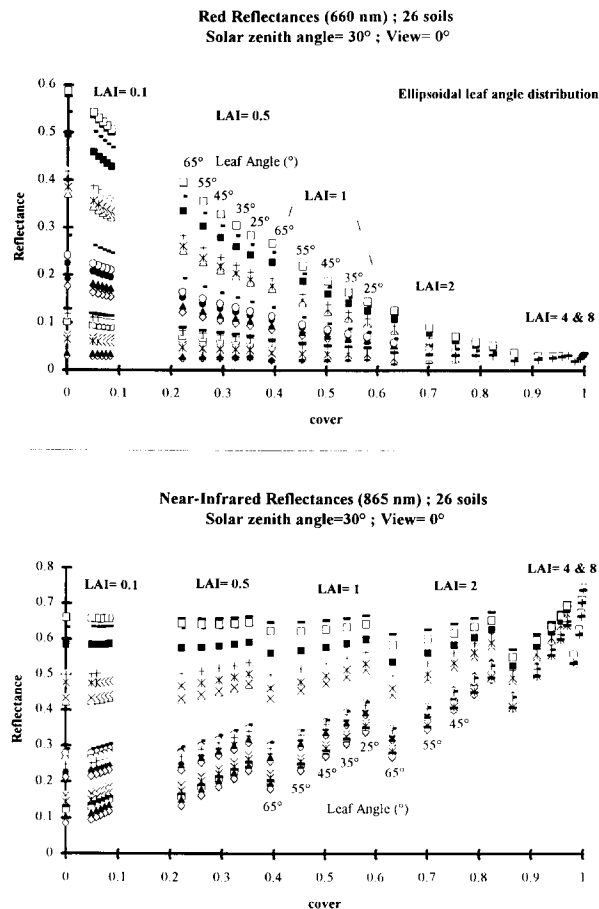 Red Reflectances (660 nm) ; 26 soils
Solar zenith angle= 30° ; View= 0°
0.6
LAI= 0.1
Ellipsoidal leaf angle distribution
0.5
LAI= 0.5
65° Leaf Angle (°)
0.4
55°
45°
LAI= 1
35°
25°
65°
Reflectance
0.3
55°
50°
45°
35°
25°
LAI=2
0.2
LAI= 4 & 8
0.1
0
0 0.1 0.2 0.3 0.4 0.5 0.6 0.7 0.8 0.9 1
cover
Near-Infrared Reflectances (865 nm) ; 26 soils
Solar zenith angle=30° ; View= 0°
0.8
LAI= 0.1 LAI= 0.5 LAI= 1 LAI= 2 LAI= 4 & 8
0.7
0.6
0.5
Reflectance
0.4
45°
0.3
25°
35°
55°
45°
65°
0.2
55°
65°
Leaf Angle (°)
0.1
0
0 0.1 0.2 0.3 0.4 0.5 0.6 0.7 0.8 0.9 1
cover